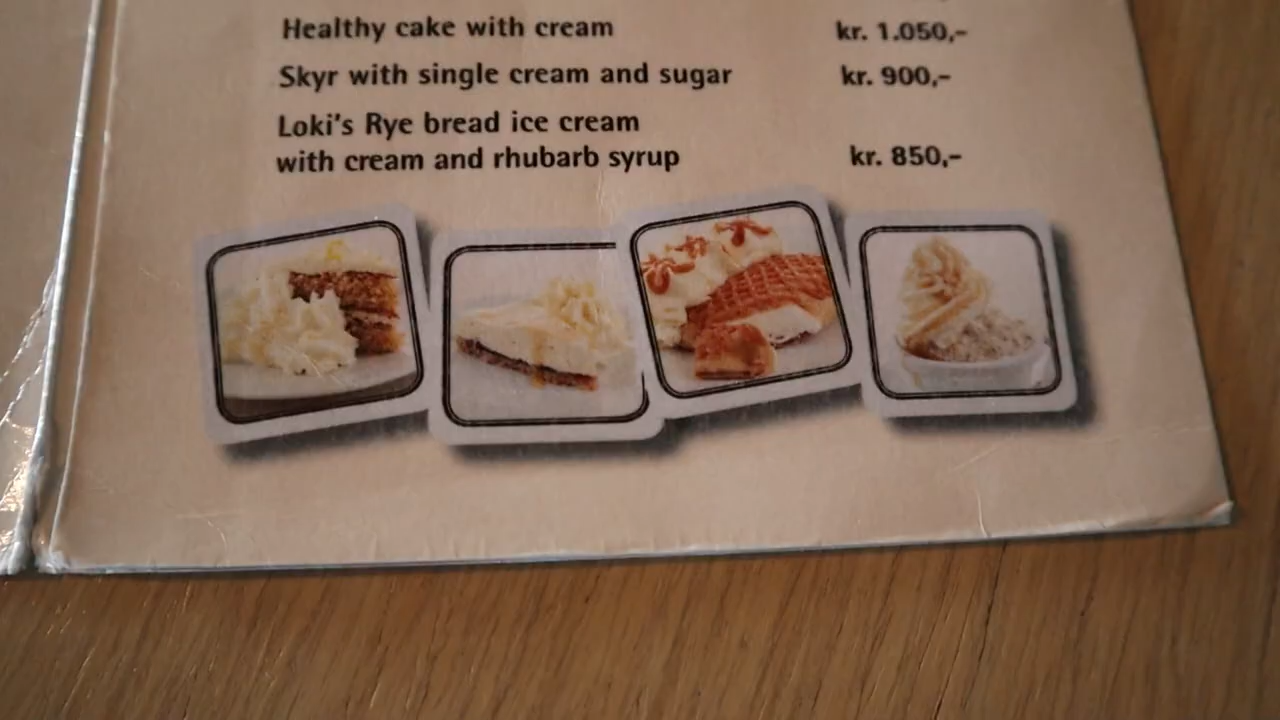 Healthy cake with cream kr. 1.050,-
Skyr with single cream and sugar kr. 900,-
Loki's Rye bread ice cream
with cream and rhubarb syrup kr. 850,-